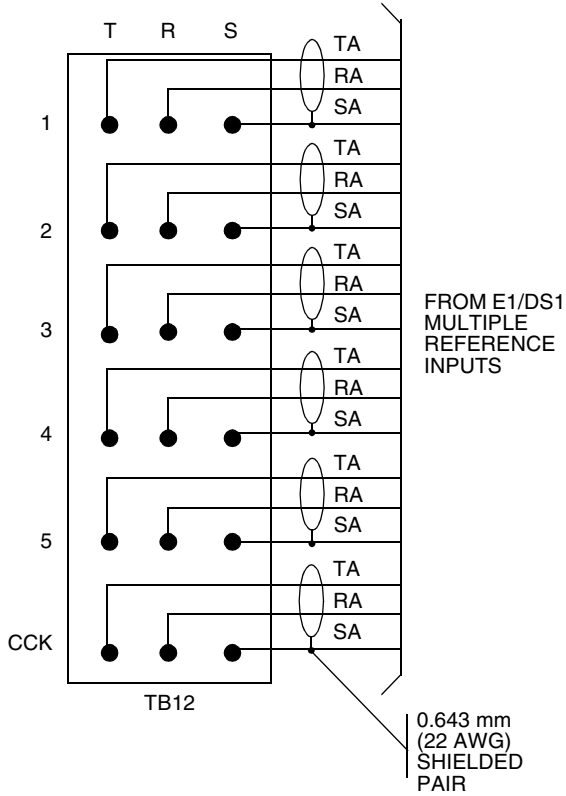 T R S
TA
RA
SA
1
TA
RA
SA
2
TA
RA
SA
3
TA
RA
SA
4
TA
RA
SA
5
TA
RA
SA
CCK
TB12
FROM E1/DS1
MULTIPLE
REFERENCE
INPUTS
0.643 mm
(22 AWG)
SHIELDED
PAIR